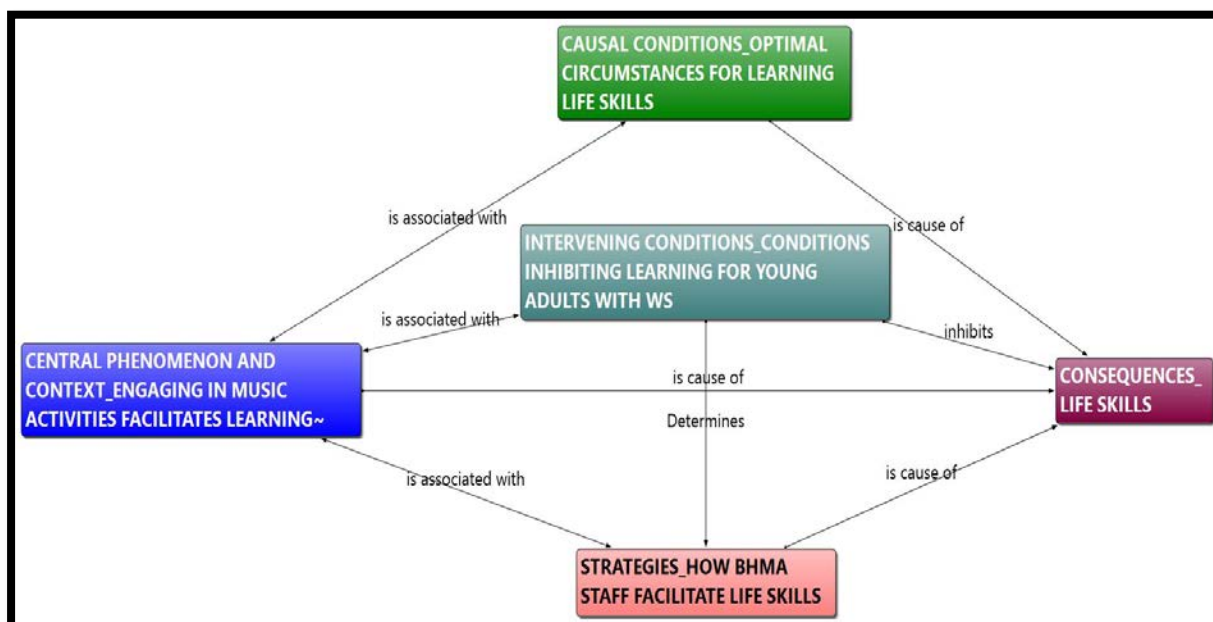 CAUSAL CONDITIONS_OPTIMAL
CIRCUMSTANCES FOR LEARNING
LIFE SKILLS
is associated with
is cause of
INTERVENING CONDITIONS_CONDITIONS
INHIBITING LEARNING FOR YOUNG
ADULTS WITH WS
is associated with
inhibits
CENTRAL PHENOMENON AND
CONTEXT_ENGAGING IN MUSIC
ACTIVITIES FACILITATES LEARNING~
is cause of
CONSEQUENCES_
LIFE SKILLS
Determines
is associated with
is cause of
STRATEGIES_HOW BHMA
STAFF FACILITATE LIFE SKILLS